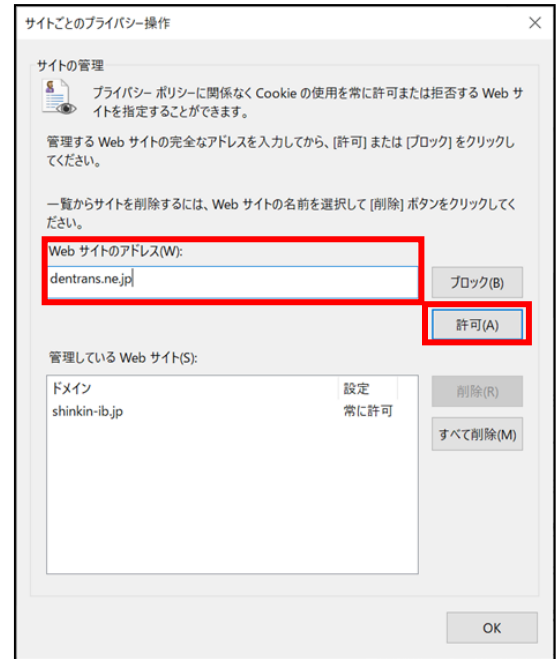 サイトごとのプライバシー操作
サイトの管理
プライバシー ポリシーに関係なく Cookie の使用を常に許可または拒否する Web サ
イトを指定することができます。
管理する Web サイトの完全なアドレスを入力してから、[許可] または [ブロック] をクリックし
てください。
一覧からサイトを削除するには、Web サイトの名前を選択して [削除] ボタンをクリックしてく
ださい。
Web サイトのアドレス(W):
dentrans.ne.jp
ブロック(B)
許可(A)
管理している Web サイト(S):
ドメイン 設定
shinkin-ib.jp 常に許可
削除(R)
すべて削除(M)
OK